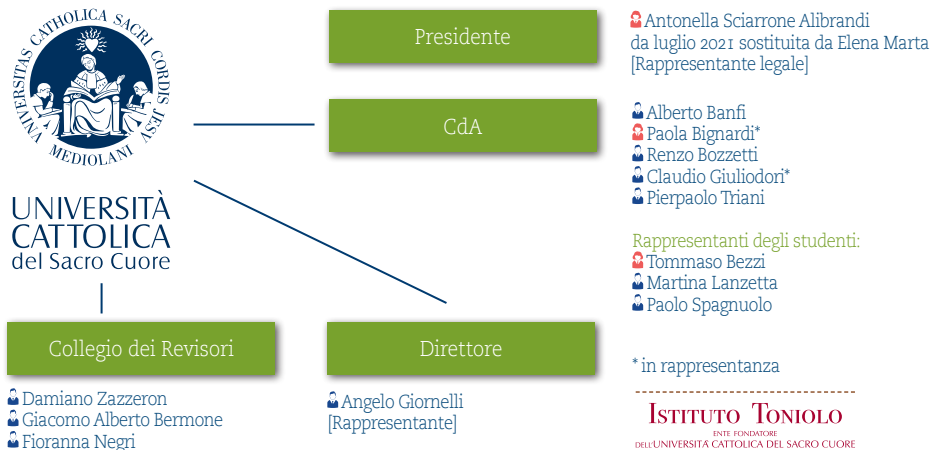 UNIVERSITAS CATHOLICA SACRI CORDIS JESV
MEDIOLANI
UNIVERSITÀ
CATTOLICA
del Sacro Cuore
Presidente
Antonella Sciarrone Alibrandi
da luglio 2021 sostituita da Elena Marta
[Rappresentante legale]
CdA
Alberto Banfi
Paola Bignardi*
Renzo Bozzetti
Claudio Giuliodori*
Pierpaolo Triani
Rappresentanti degli studenti:
Tommaso Bezzi
Martina Lanzetta
Paolo Spagnuolo
Collegio dei Revisori
Damiano Zazzeron
Giacomo Alberto Bermone
Fioranna Negri
Direttore
Angelo Giornelli
[Rappresentante]
* in rappresentanza
ISTITUTO TONIOLO
ENTE FONDATORE
DELL'UNIVERSITÀ CATTOLICA DEL SACRO CUORE